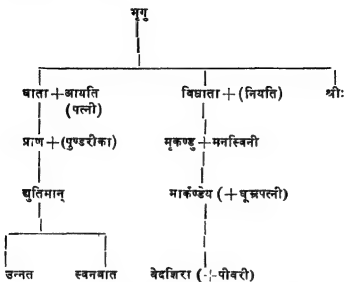 भृगु
धाता + आयति विधाता + (नियति) श्रीः
(पत्नी)
प्राण + (पुण्डरीका) मृकण्डु + मनस्विनी
द्युतिमान् मार्कण्डेय (+ धूम्रपत्नी)
उन्नत स्वनवात वेदशिरा (+ पीवरी)